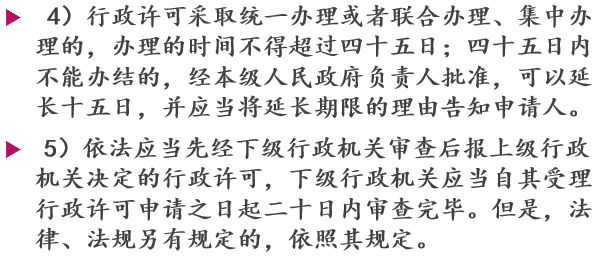 4）行政许可采取统一办理或者联合办理、集中办
理的，办理的时间不得超过四十五日；四十五日内
不能办结的，经本级人民政府负责人批准，可以延
长十五日，并应当将延长期限的理由告知申请人。
5）依法应当先经下级行政机关审查后报上级行政
机关决定的行政许可，下级行政机关应当自其受理
行政许可申请之日起二十日内审查完毕。但是，法
律、法规另有规定的，依照其规定。